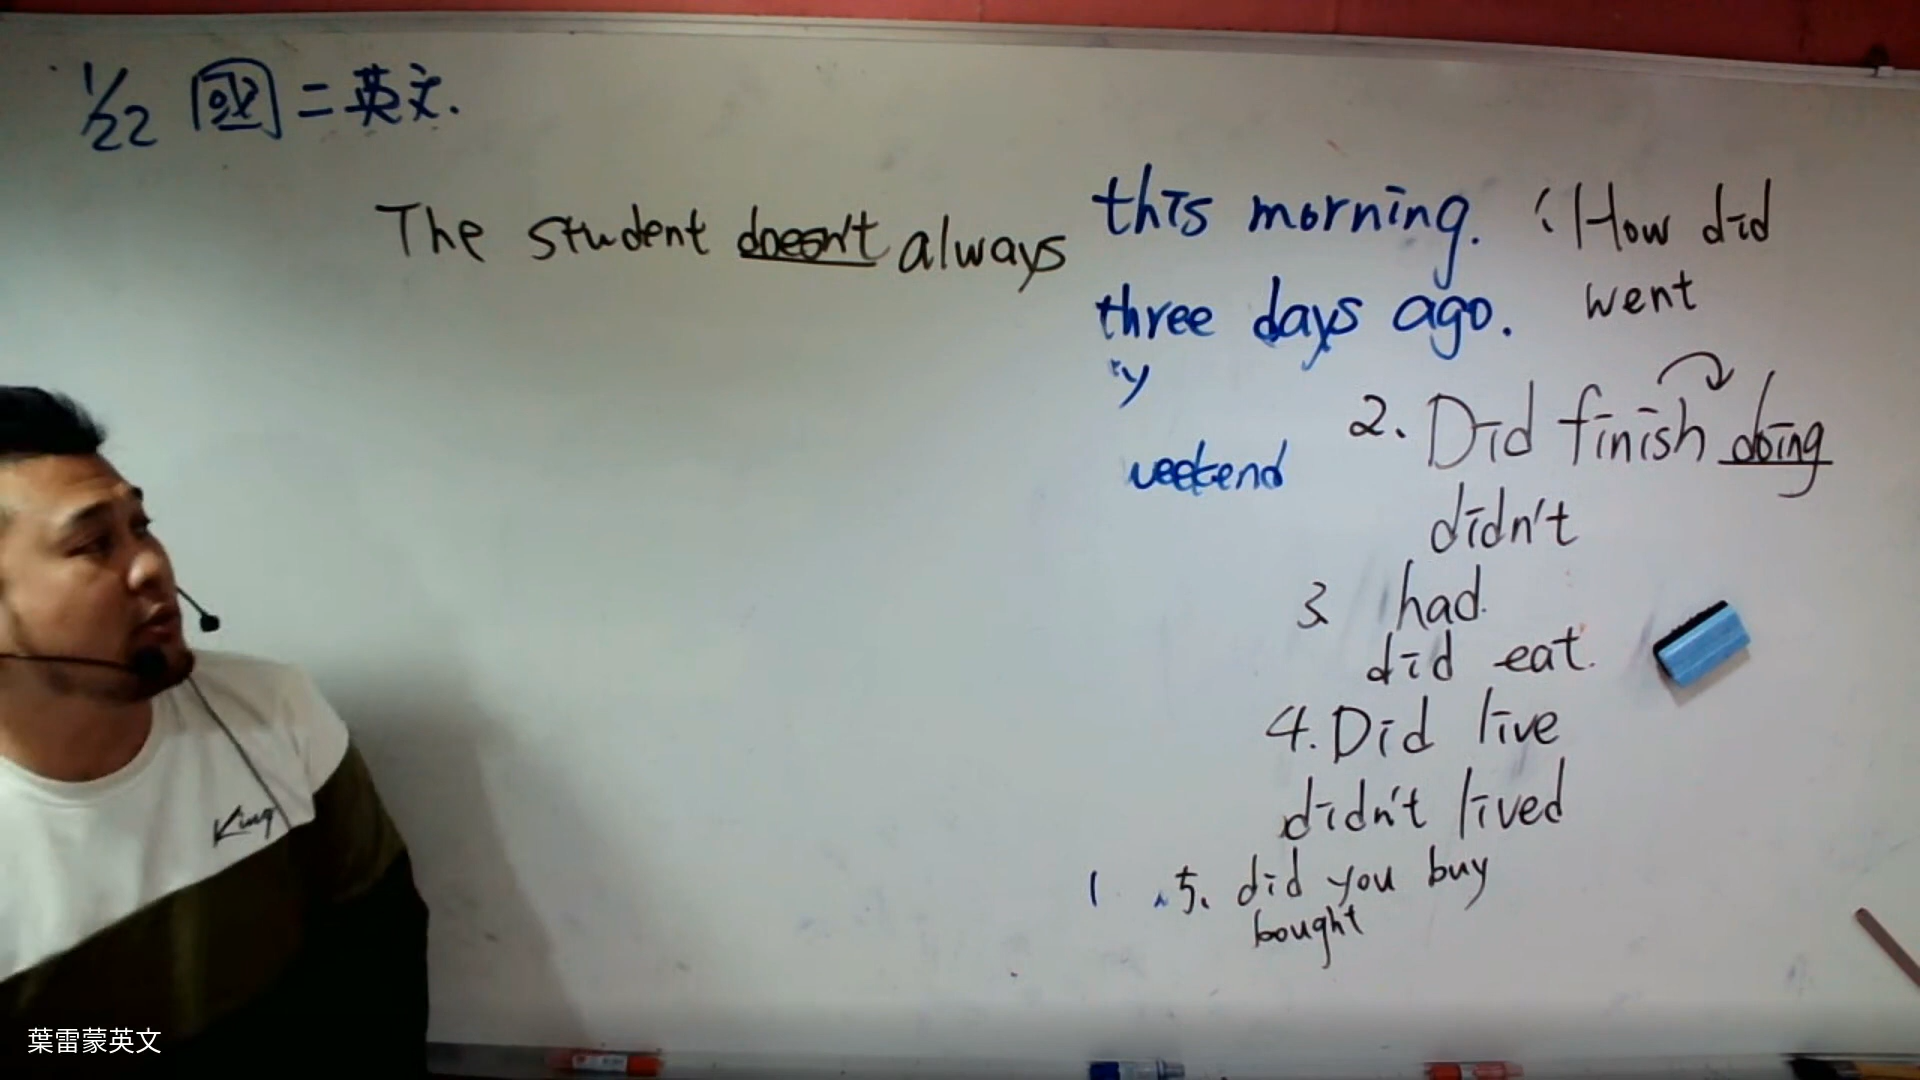 1/22 國二英文.
The student doesn't always
this morning.
three days ago.
y
weekend
How did
went
2. Did finish doing
didn't
3 had.
did eat.
4. Did live
didn't lived
5. did you buy
bought
King
葉雷蒙英文